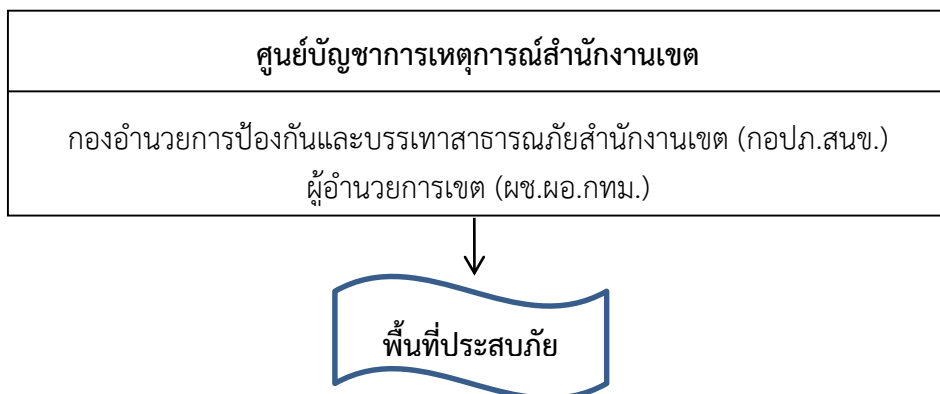 ศูนย์บัญชาการเหตุการณ์สำนักงานเขต
กองอำนวยการป้องกันและบรรเทาสาธารณภัยสำนักงานเขต (กอปภ.สนข.)
ผู้อำนวยการเขต (ผช.ผอ.กทม.)
พื้นที่ประสบภัย